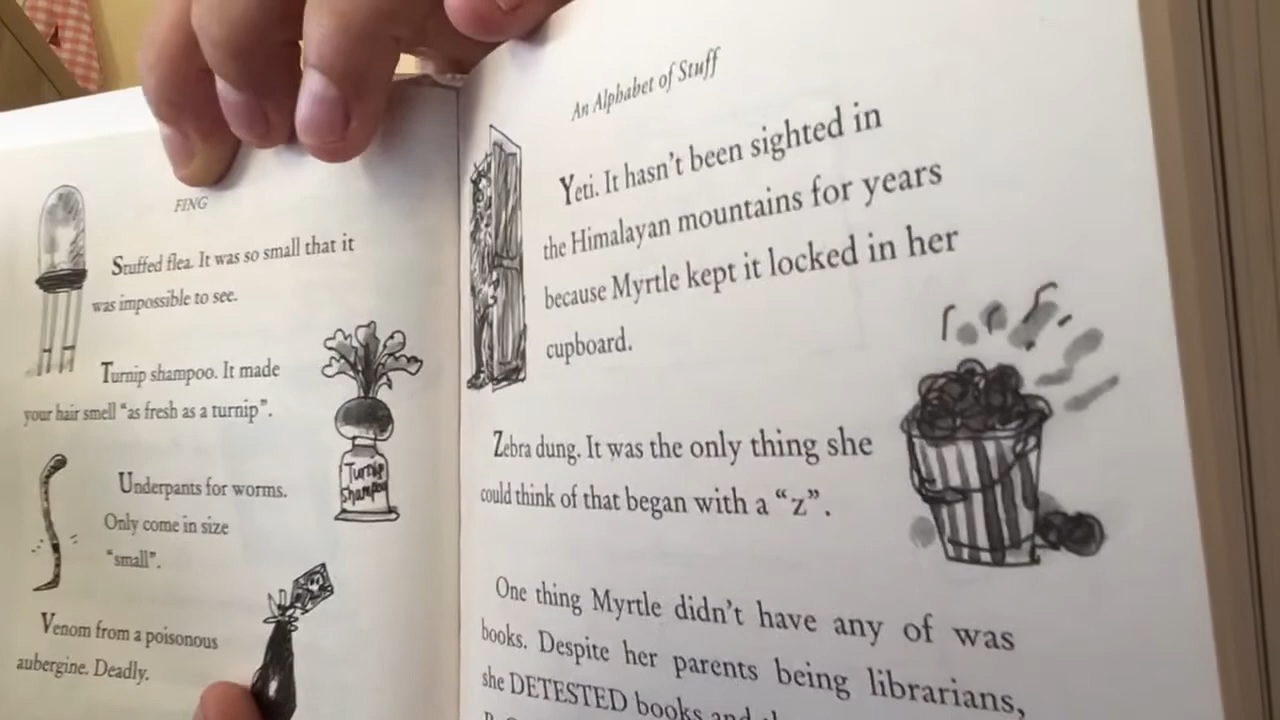 FING
Stuffed flea. It was so small that it
was impossible to see.
Turnip shampoo. It made
your hair smell “as fresh as a turnip”.
Turnip
Shampoo
Underpants for worms.
Only come in size
“small”.
Venom from a poisonous
aubergine. Deadly.
An Alphabet of Stuff
Yeti. It hasn’t been sighted in
the Himalayan mountains for years
because Myrtle kept it locked in her
cupboard.
Zebra dung. It was the only thing she
could think of that began with a “z”.
One thing Myrtle didn’t have any of was
books. Despite her parents being librarians,
she DETESTED books and